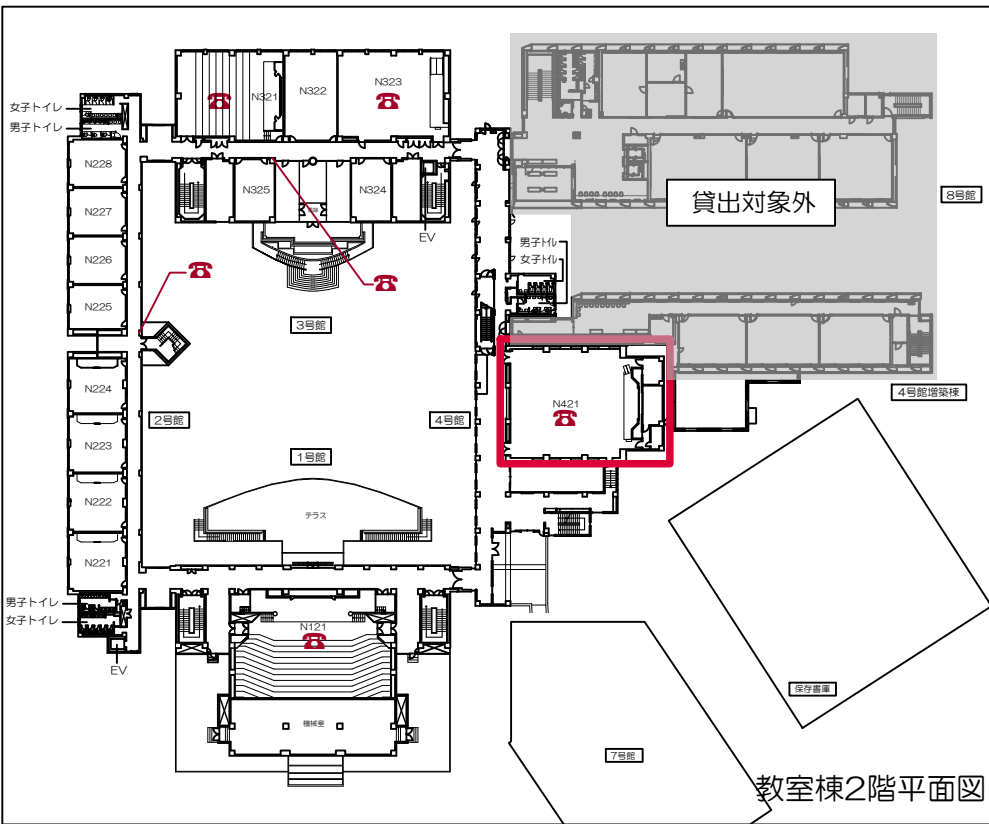 N321
N322
N323
女子トイレ
男子トイレ
N228
N227
N226
N225
N325
N324
EV
貸出対象外
8号館
男子トイレ
女子トイレ
3号館
N224
N223
N222
N221
2号館
4号館
1号館
N421
4号館増築棟
テラス
男子トイレ
女子トイレ
EV
N121
機械室
保存書庫
7号館
教室棟2階平面図